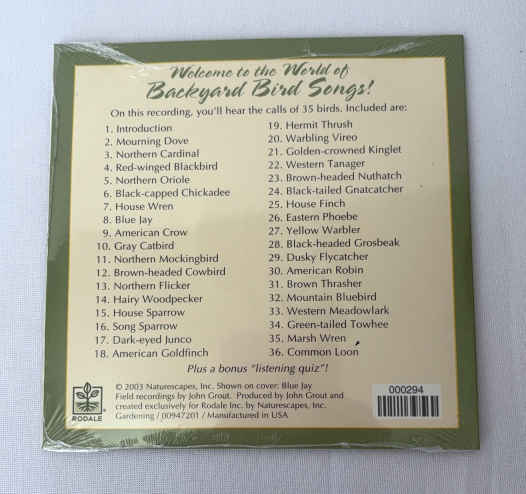 Welcome to the World of
Backyard Bird Songs!
On this recording, you'll hear the calls of 35 birds. Included are:
1. Introduction
2. Mourning Dove
3. Northern Cardinal
4. Red-winged Blackbird
5. Northern Oriole
6. Black-capped Chickadee
7. House Wren
8. Blue Jay
9. American Crow
10. Gray Catbird
11. Northern Mockingbird
12. Brown-headed Cowbird
13. Northern Flicker
14. Hairy Woodpecker
15. House Sparrow
16. Song Sparrow
17. Dark-eyed Junco
18. American Goldfinch
19. Hermit Thrush
20. Warbling Vireo
21. Golden-crowned Kinglet
22. Western Tanager
23. Brown-headed Nuthatch
24. Black-tailed Gnatcatcher
25. House Finch
26. Eastern Phoebe
27. Yellow Warbler
28. Black-headed Grosbeak
29. Dusky Flycatcher
30. American Robin
31. Brown Thrasher
32. Mountain Bluebird
33. Western Meadowlark
34. Green-tailed Towhee
35. Marsh Wren
36. Common Loon
Plus a bonus "listening quiz"!
RODALE
© 2003 Naturescapes, Inc. Shown on cover: Blue Jay
Field recordings by John Grout. Produced by John Grout and
created exclusively for Rodale Inc. by Naturescapes, Inc.
Gardening / 00947201 / Manufactured in USA
000294